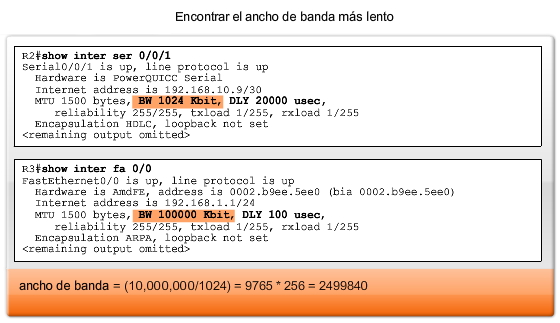 Encontrar el ancho de banda más lento
R2#show inter ser 0/0/1
Serial0/0/1 is up, line protocol is up
Hardware is PowerQUICC Serial
Internet address is 192.168.10.9/30
MTU 1500 bytes, BW 1024 Kbit, DLY 20000 usec,
reliability 255/255, txload 1/255, rxload 1/255
Encapsulation HDLC, loopback not set
<remaining output omitted>
R3#show inter fa 0/0
FastEthernet0/0 is up, line protocol is up
Hardware is AmdFE, address is 0002.b9ee.5ee0 (bia 0002.b9ee.5ee0)
Internet address is 192.168.1.1/24
MTU 1500 bytes, BW 100000 Kbit, DLY 100 usec,
reliability 255/255, txload 1/255, rxload 1/255
Encapsulation ARPA, loopback not set
<remaining output omitted>
ancho de banda = (10,000,000/1024) = 9765 * 256 = 2499840